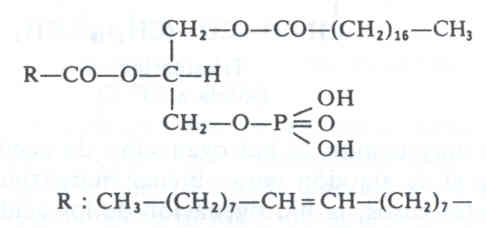 CH₂—O—CO—(CH₂)₁₆—CH₃
R—CO—O—C—H
OH
CH₂—O—P=O
OH
R : CH₃—(CH₂)₇—CH=CH—(CH₂)₇—